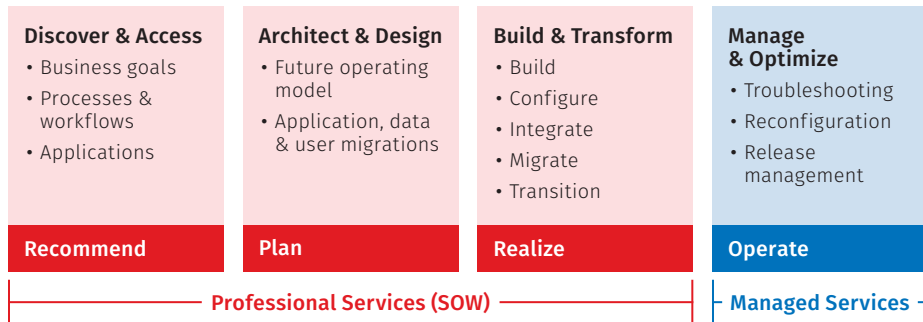 Discover & Access
• Business goals
• Processes &
workflows
• Applications
Recommend
Architect & Design
• Future operating
model
• Application, data
& user migrations
Plan
Build & Transform
• Build
• Configure
• Integrate
• Migrate
• Transition
Realize
Manage
& Optimize
• Troubleshooting
• Reconfiguration
• Release
management
Operate
Professional Services (SOW)
Managed Services